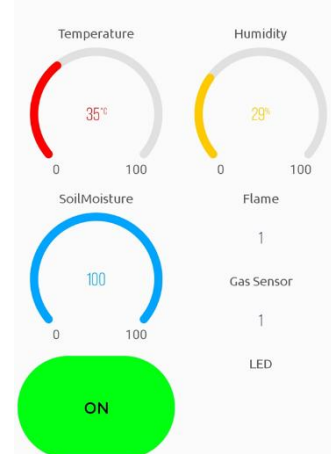 Temperature
Humidity
35°C
29%
0
100
0
100
SoilMoisture
Flame
100
1
Gas Sensor
0
100
1
LED
ON